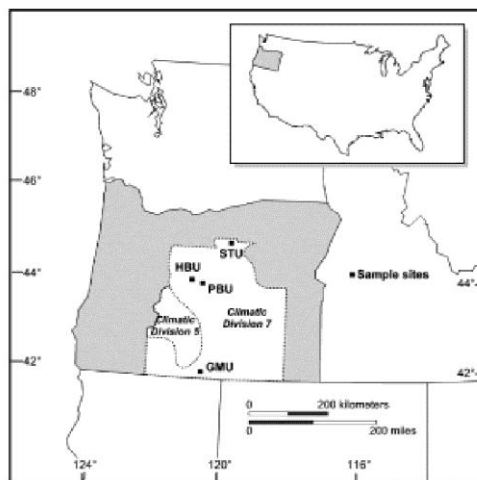 48°
46°
STU
HBU
44°
PBU
Sample sites
44°
Climatic
Division 5
Climatic
Division 7
42°
GMU
42°
0 200 kilometers
0 200 miles
124°
120°
116°